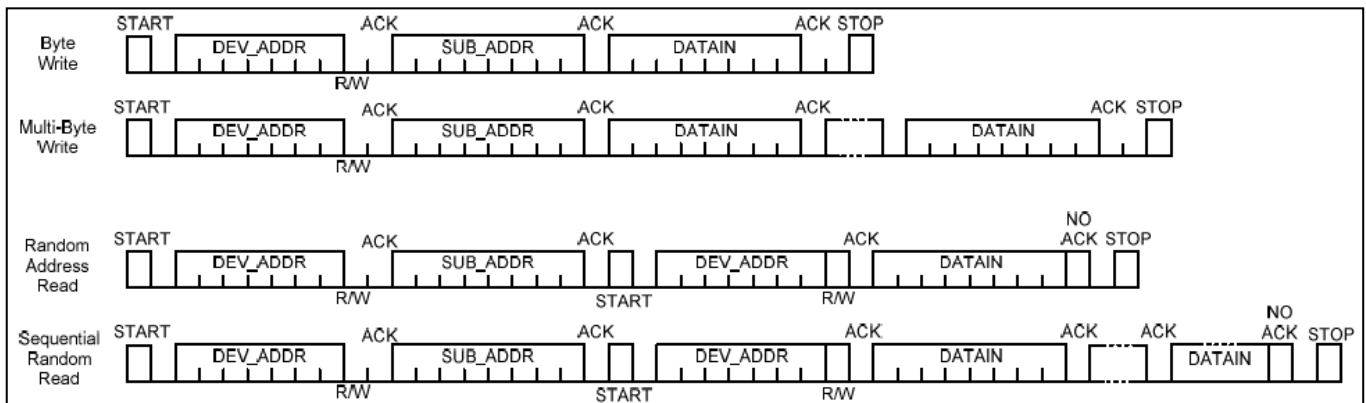 START ACK ACK ACK STOP
Byte Write DEV_ADDR SUB_ADDR DATAIN
R/W
START ACK ACK ACK ACK STOP
Multi-Byte Write DEV_ADDR SUB_ADDR DATAIN DATAIN
R/W
NO
START ACK ACK ACK ACK STOP
Random Address Read DEV_ADDR SUB_ADDR DEV_ADDR DATAIN
R/W START R/W
NO
START ACK ACK ACK ACK ACK ACK STOP
Sequential Random Read DEV_ADDR SUB_ADDR DEV_ADDR DATAIN DATAIN
R/W START R/W